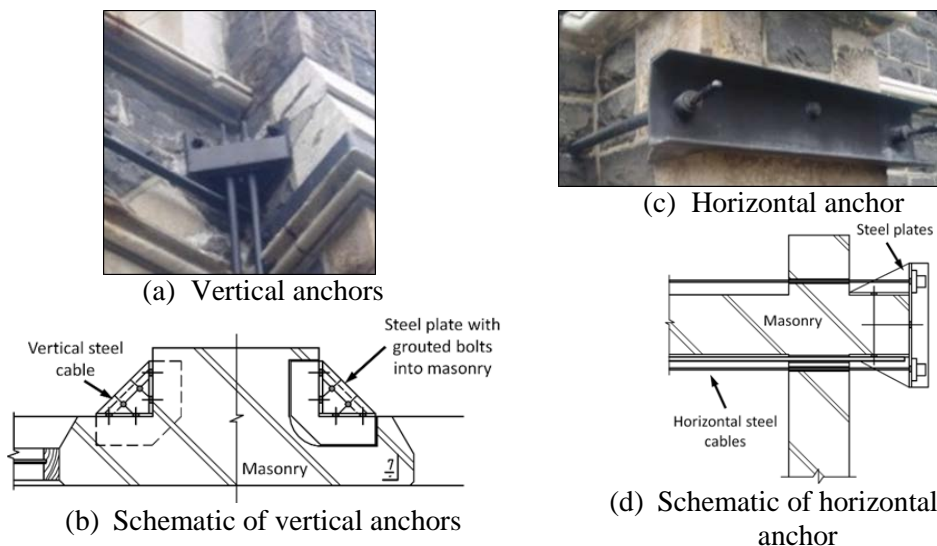 (a) Vertical anchors
Vertical steel
cable
Steel plate with
grouted bolts
into masonry
Masonry
7
(b) Schematic of vertical anchors
(c) Horizontal anchor
Steel plates
Masonry
Horizontal steel
cables
(d) Schematic of horizontal
anchor